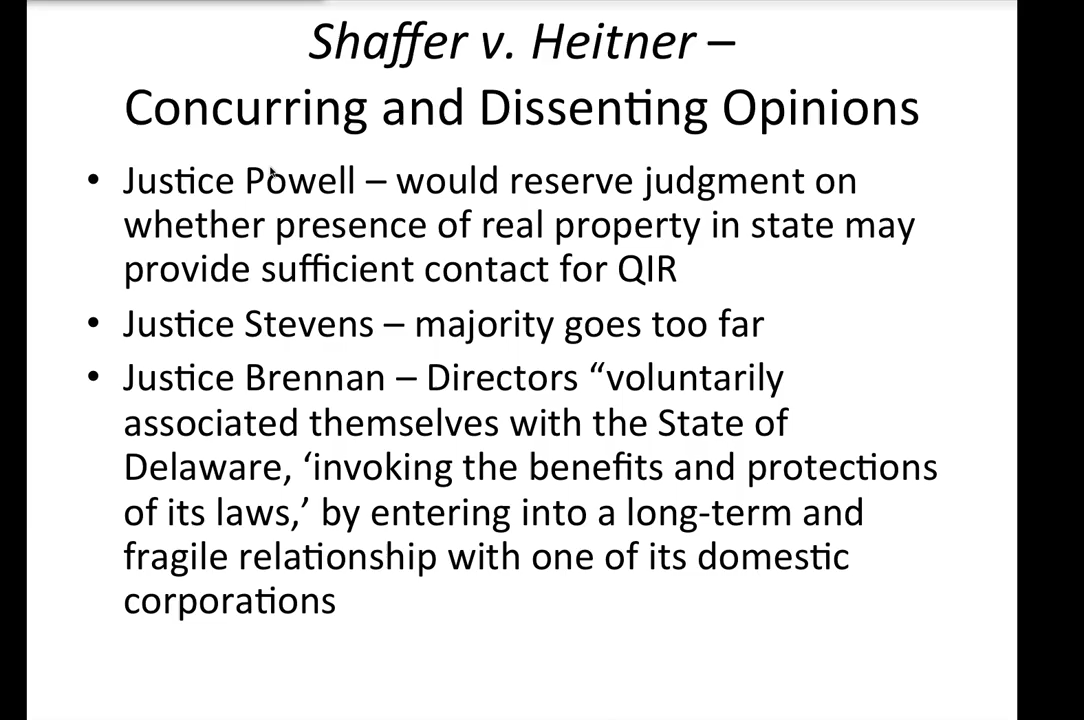 Shaffer v. Heitner –
Concurring and Dissenting Opinions
• Justice Powell – would reserve judgment on
whether presence of real property in state may
provide sufficient contact for QIR
• Justice Stevens – majority goes too far
• Justice Brennan – Directors “voluntarily
associated themselves with the State of
Delaware, ‘invoking the benefits and protections
of its laws,’ by entering into a long-term and
fragile relationship with one of its domestic
corporations